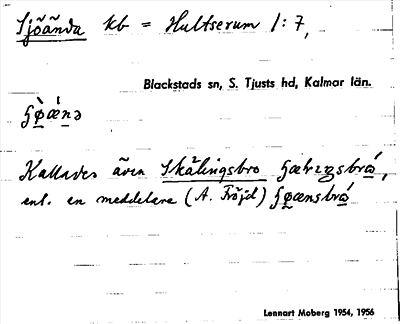 Sjöända kb = Hultserum 1:7,
Blackstads sn, S. Tjusts hd, Kalmar län.
Kallades även Skälingsbro
enl. en meddelare (A. Fröjd)
Lennart Moberg 1954, 1956